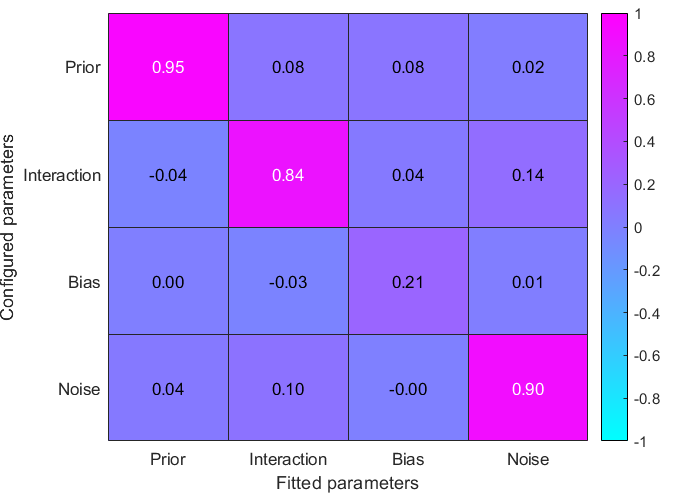 Configured parameters
Prior 0.95 0.08 0.08 0.02
Interaction -0.04 0.84 0.04 0.14
Bias 0.00 -0.03 0.21 0.01
Noise 0.04 0.10 -0.00 0.90
Prior Interaction Bias Noise
Fitted parameters
1
0.8
0.6
0.4
0.2
0
-0.2
-0.4
-0.6
-0.8
-1